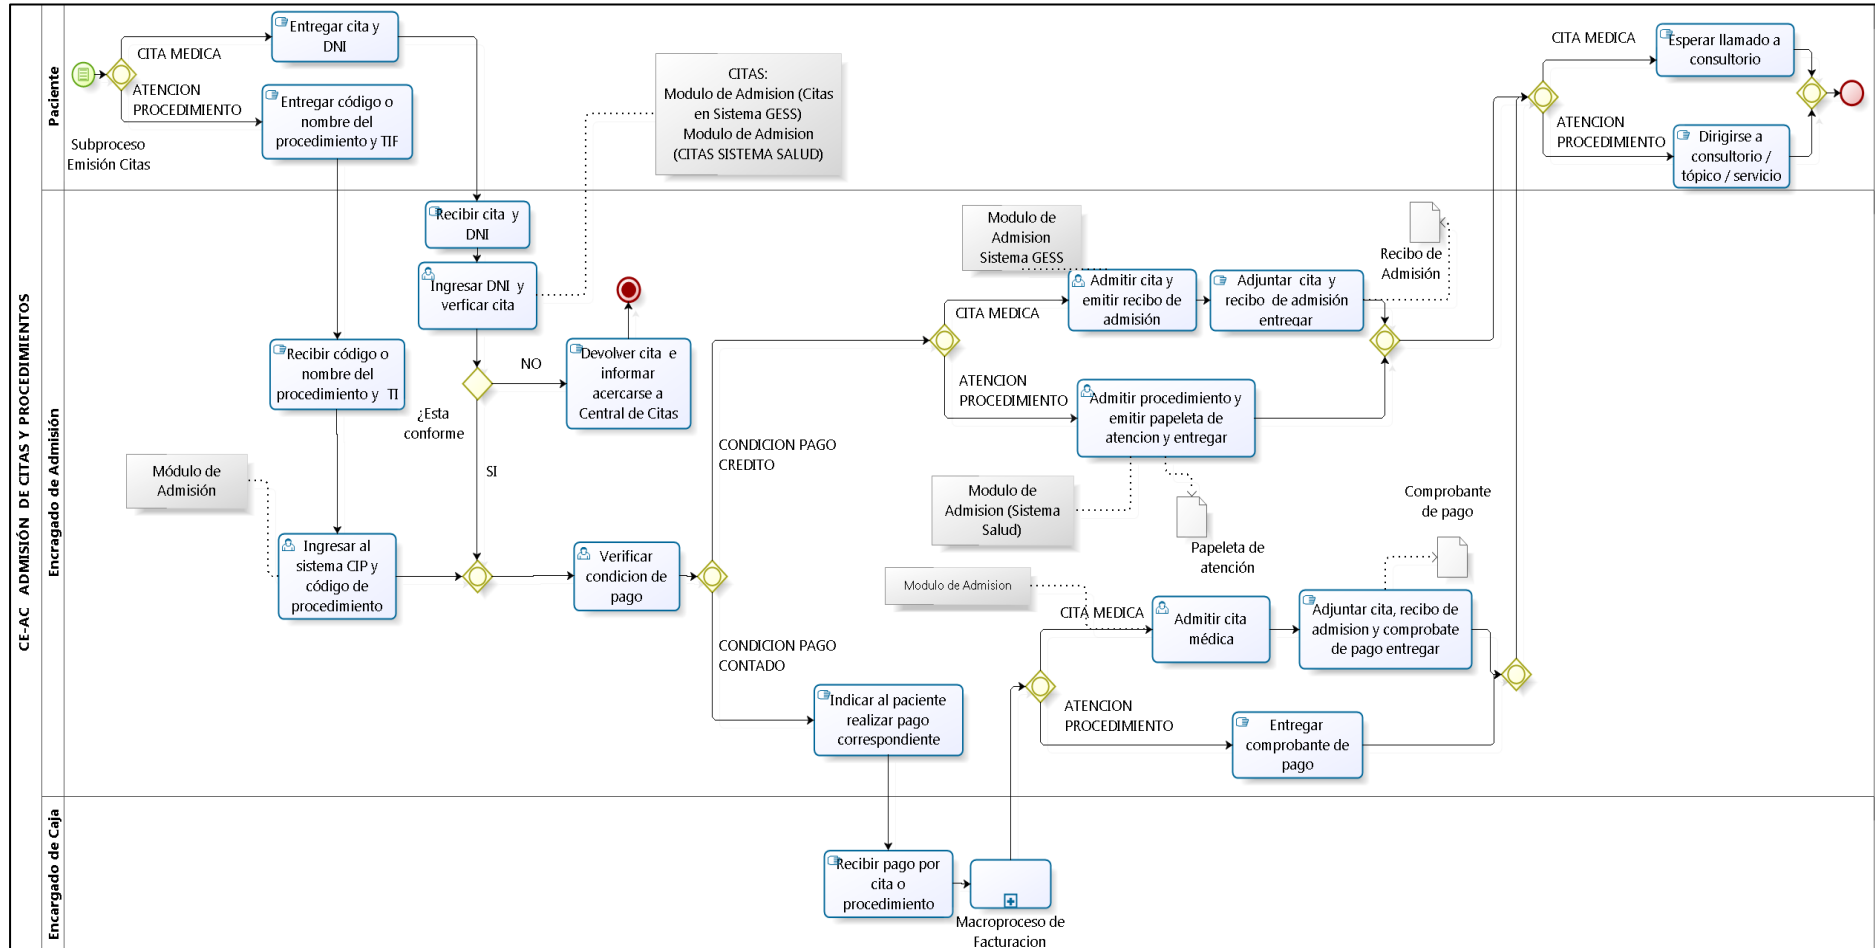 CE-AC ADMISIÓN DE CITAS Y PROCEDIMIENTOS
Paciente
Entregar cita y
DNI
CITA MEDICA
ATENCION
PROCEDIMIENTO
Entregar código o
nombre del
procedimiento y TIF
Subproceso
Emisión Citas
CITAS:
Modulo de Admision (Citas
en Sistema GESS)
Modulo de Admision
(CITAS SISTEMA SALUD)
CITA MEDICA
Esperar llamado a
consultorio
ATENCION
PROCEDIMIENTO
Dirigirse a
consultorio /
tópico / servicio
Encragado de Admisión
Recibir cita y
DNI
Ingresar DNI y
verficar cita
Recibir código o
nombre del
procedimiento y TI
¿Esta
conforme
NO
SI
Devolver cita e
informar
acercarse a
Central de Citas
Módulo de
Admisión
Ingresar al
sistema CIP y
código de
procedimiento
Verificar
condicion de
pago
CONDICION PAGO
CREDITO
CONDICION PAGO
CONTADO
Modulo de
Admision
Sistema GESS
CITA MEDICA
Admitir cita y
emitir recibo de
admisión
Adjuntar cita y
recibo de admisión
entregar
Recibo de
Admisión
ATENCION
PROCEDIMIENTO
Admitir procedimiento y
emitir papeleta de
atencion y entregar
Modulo de
Admision (Sistema
Salud)
Papeleta de
atención
Comprobante
de pago
Modulo de Admision
CITA MEDICA
Admitir cita
médica
Adjuntar cita, recibo de
admision y comprobate
de pago entregar
ATENCION
PROCEDIMIENTO
Entregar
comprobante de
pago
Indicar al paciente
realizar pago
correspondiente
Encargado de Caja
Recibir pago por
cita o
procedimiento
Macroproceso de
Facturacion